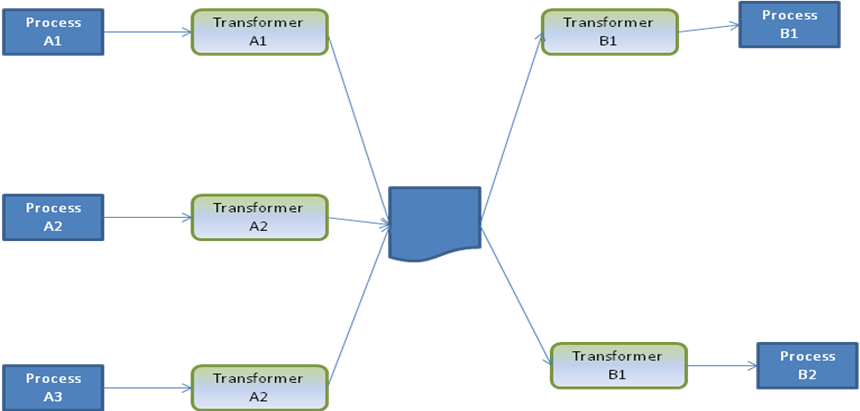 Process
A1
Transformer
A1
Transformer
B1
Process
B1
Process
A2
Transformer
A2
Process
A3
Transformer
A2
Transformer
B1
Process
B2